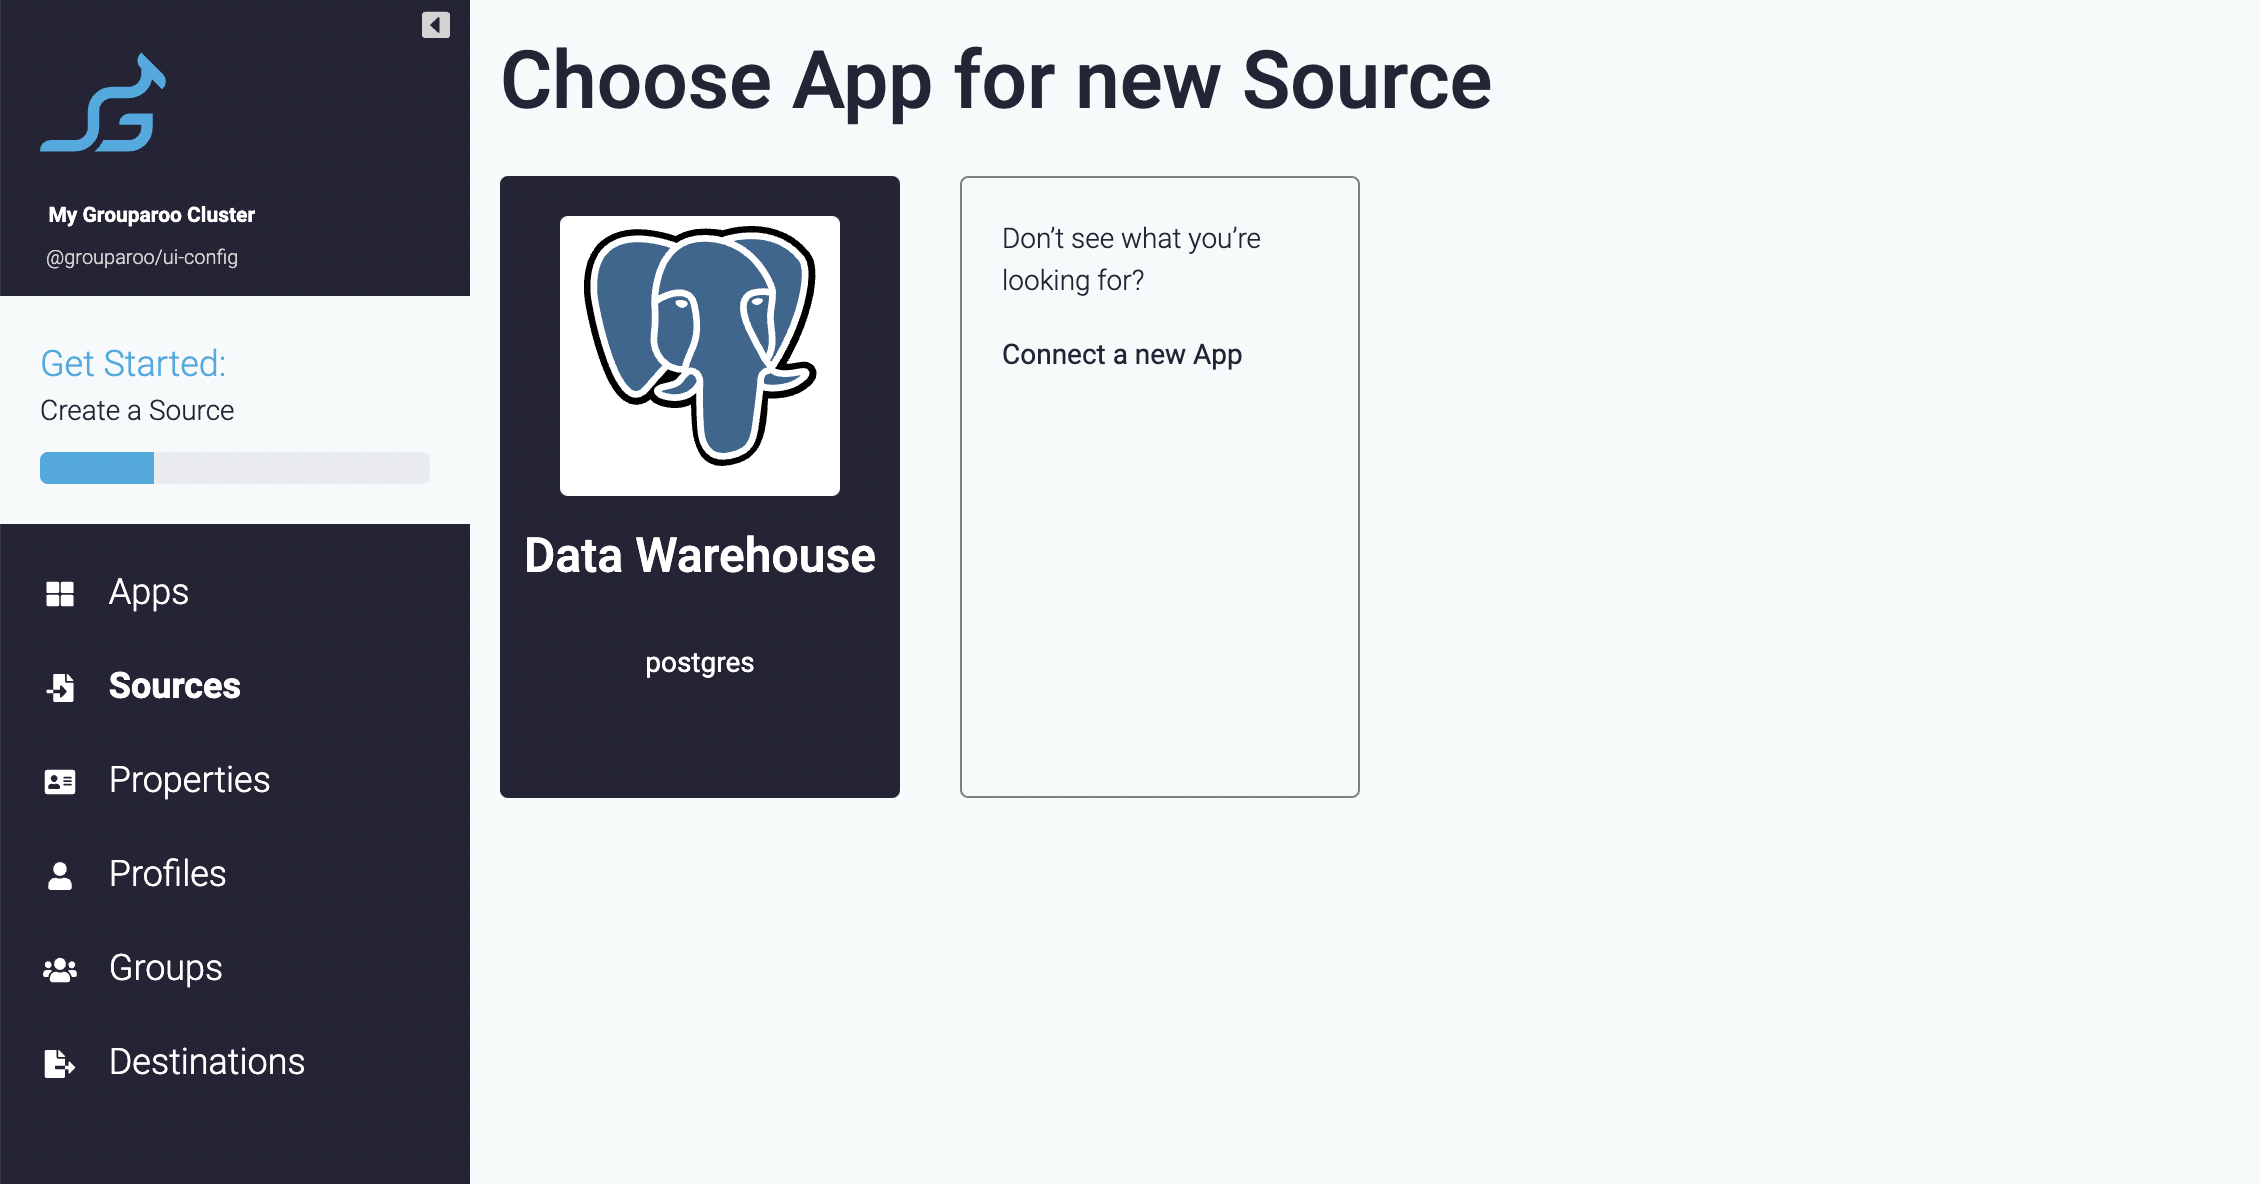 My Grouparoo Cluster
@grouparoo/ui-config
Get Started:
Create a Source
Apps
Sources
Properties
Profiles
Groups
Destinations
Choose App for new Source
Data Warehouse
postgres
Don’t see what you’re
looking for?
Connect a new App